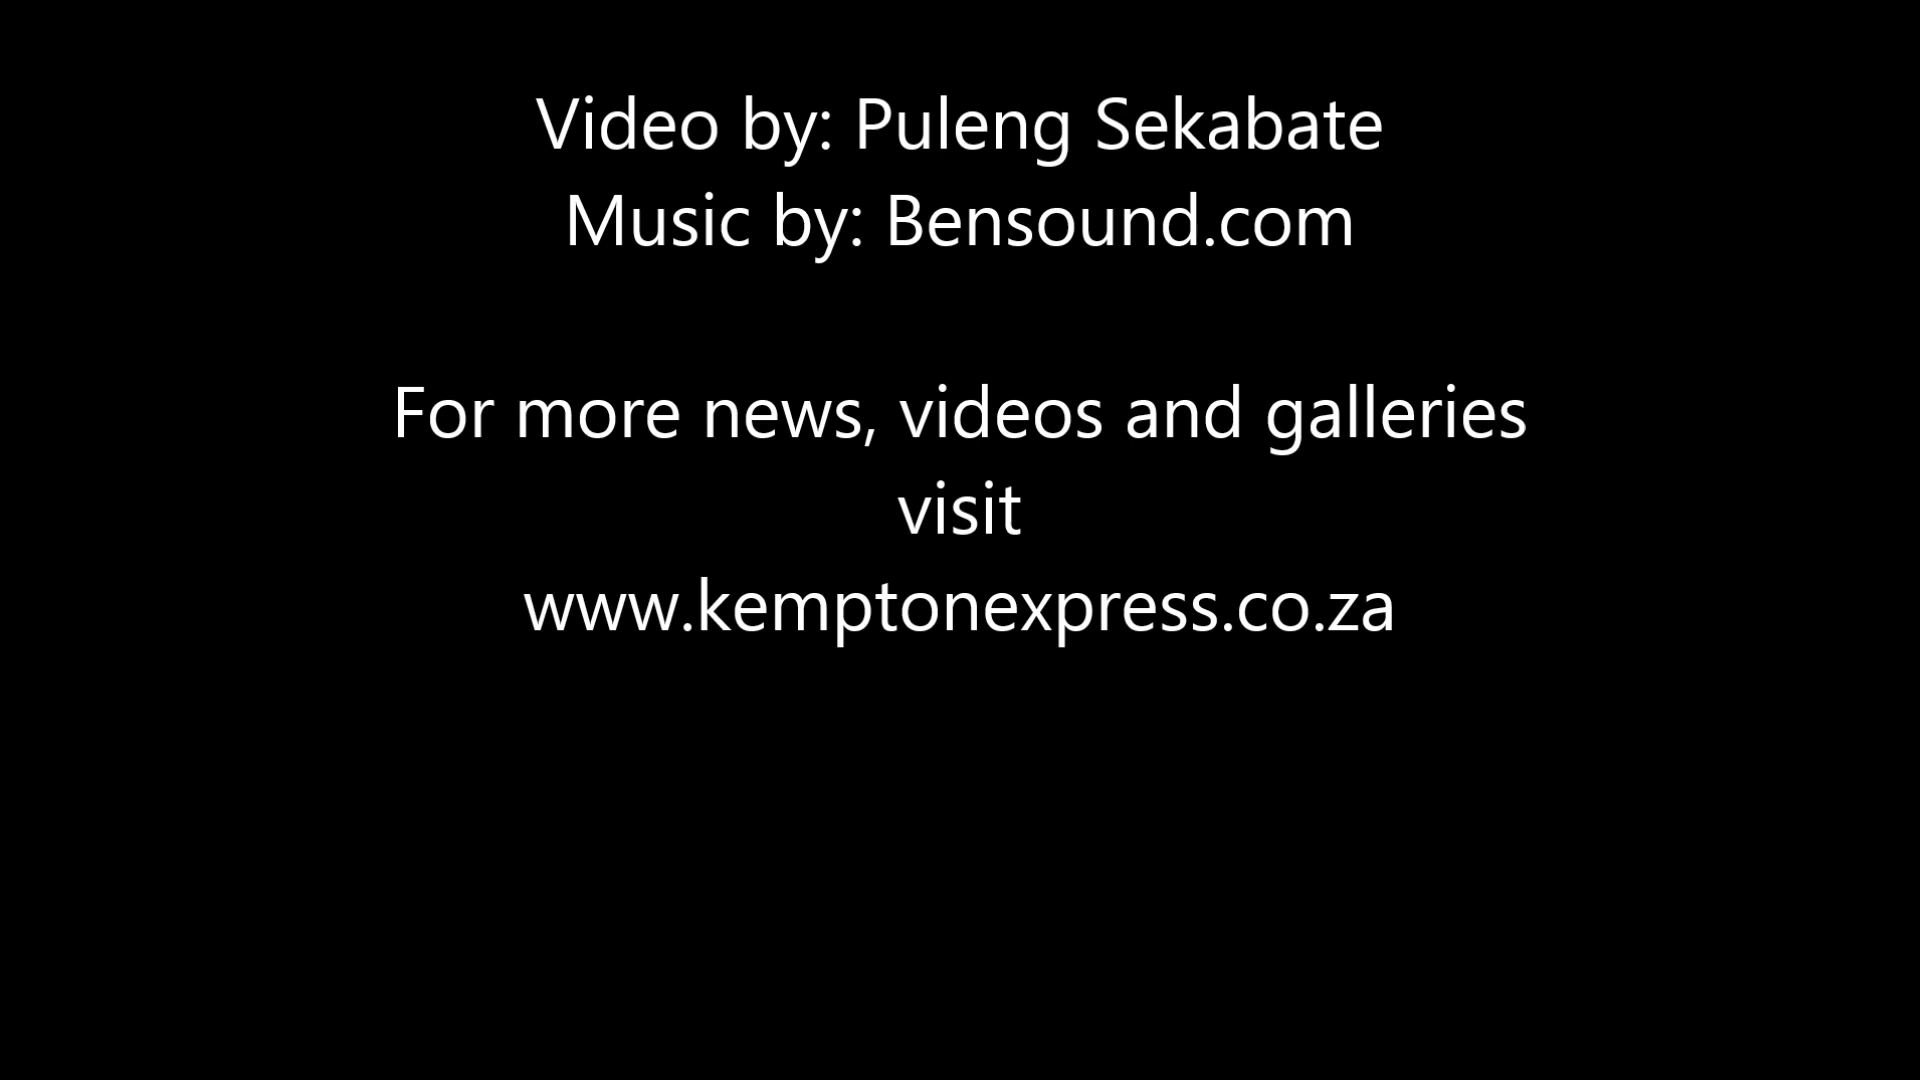 Video by: Puleng Sekabate
Music by: Bensound.com
For more news, videos and galleries
visit
www.kemptonexpress.co.za